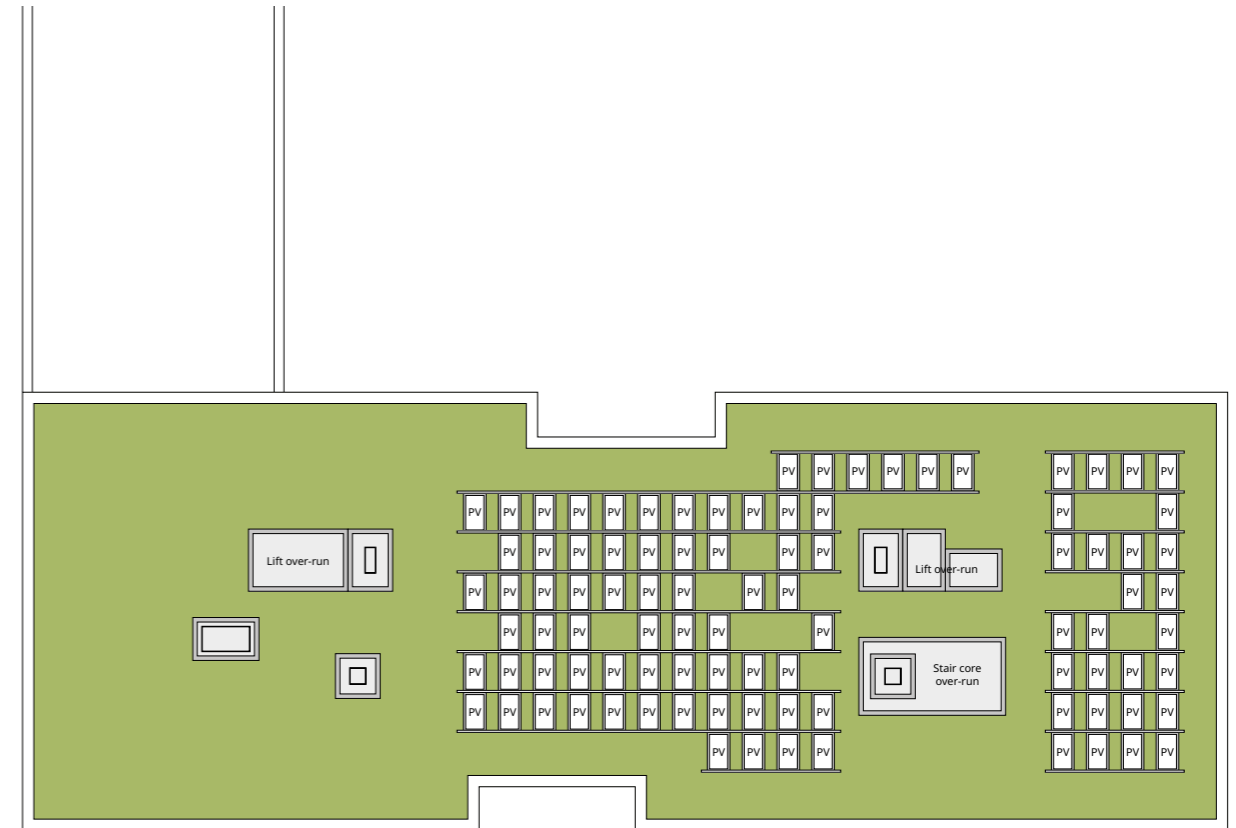 PV PV PV PV PV PV PV PV PV PV
PV PV PV PV PV PV PV PV PV PV PV PV PV
PV PV PV PV PV PV PV PV PV PV PV PV PV
Lift over-run
Lift over-run
PV PV PV PV PV PV PV PV PV PV PV
PV PV PV PV PV PV PV PV PV PV
PV PV PV PV PV PV PV PV PV PV PV PV PV PV
Stair core
over-run
PV PV PV PV PV PV PV PV PV PV PV PV PV PV PV
PV PV PV PV PV PV PV PV